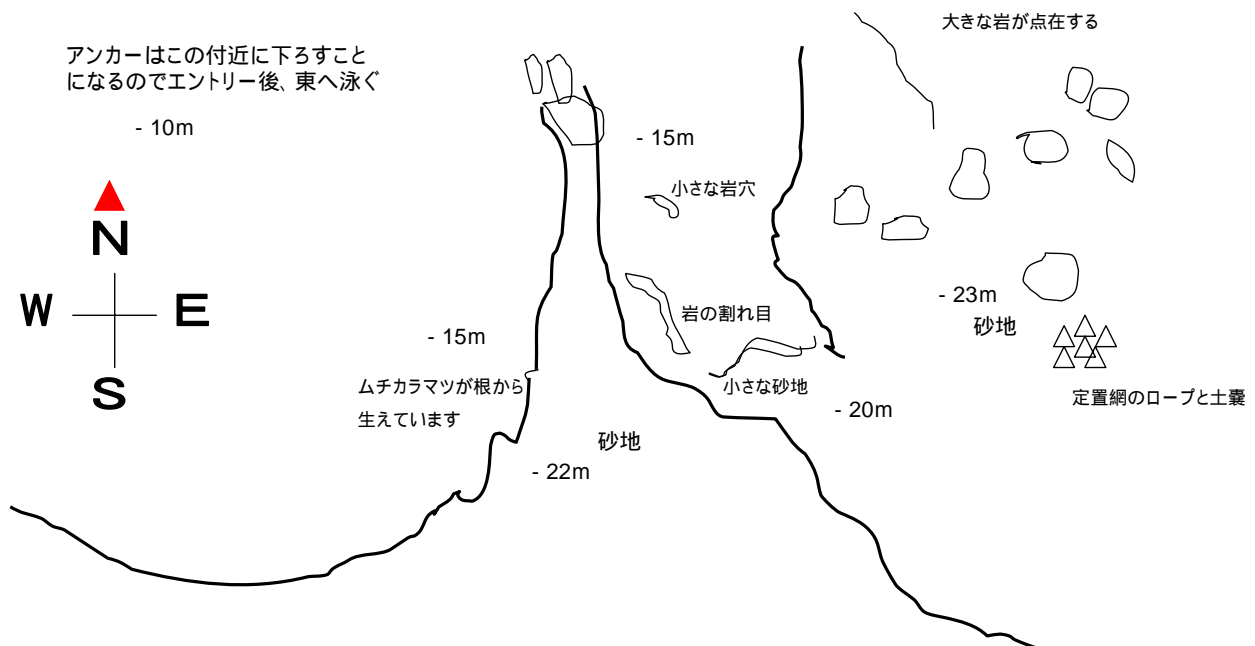 大きな岩が点在する
アンカーはこの付近に下ろすこと
になるのでエントリー後、東へ泳ぐ
- 10m
- 15m
小さな岩穴
N
W E
S
- 23m
砂地
岩の割れ目
- 15m
ムチカラマツが根から
生えています
小さな砂地
- 20m
定置網のロープと土嚢
砂地
- 22m